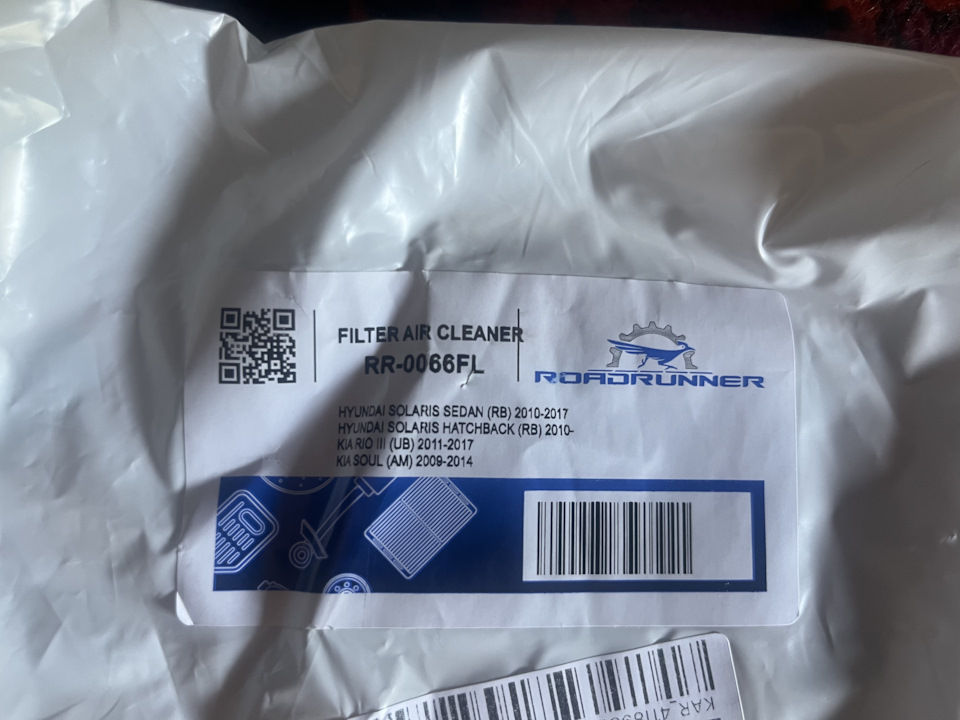 FILTER AIR CLEANER
RR-0066FL
ROADRUNNER
HYUNDAI SOLARIS SEDAN (RB) 2010-2017
HYUNDAI SOLARIS HATCHBACK (RB) 2010-
KIA RIO III (UB) 2011-2017
KIA SOUL (AM) 2009-2014